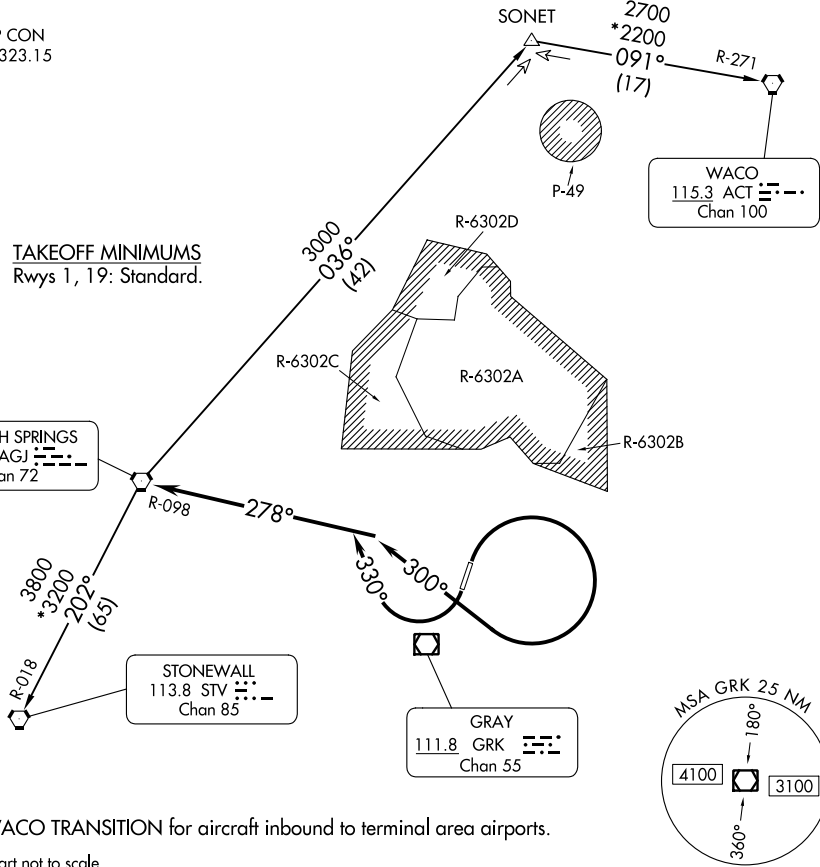 CON
323.15
SONET
2700
*2200
091°
(17)
R-271
WACO
115.3 ACT
Chan 100
P-49
TAKEOFF MINIMUMS
Rwys 1, 19: Standard.
3000
036°
(42)
R-6302D
R-6302C
R-6302A
R-6302B
H SPRINGS
AGJ
an 72
R-098
278°
330°
300°
3800
*3200
202°
(65)
R-018
STONEWALL
113.8 STV
Chan 85
GRAY
111.8 GRK
Chan 55
MSA GRK 25 NM
180°
4100
3100
360°
ACO TRANSITION for aircraft inbound to terminal area airports.
art not to scale